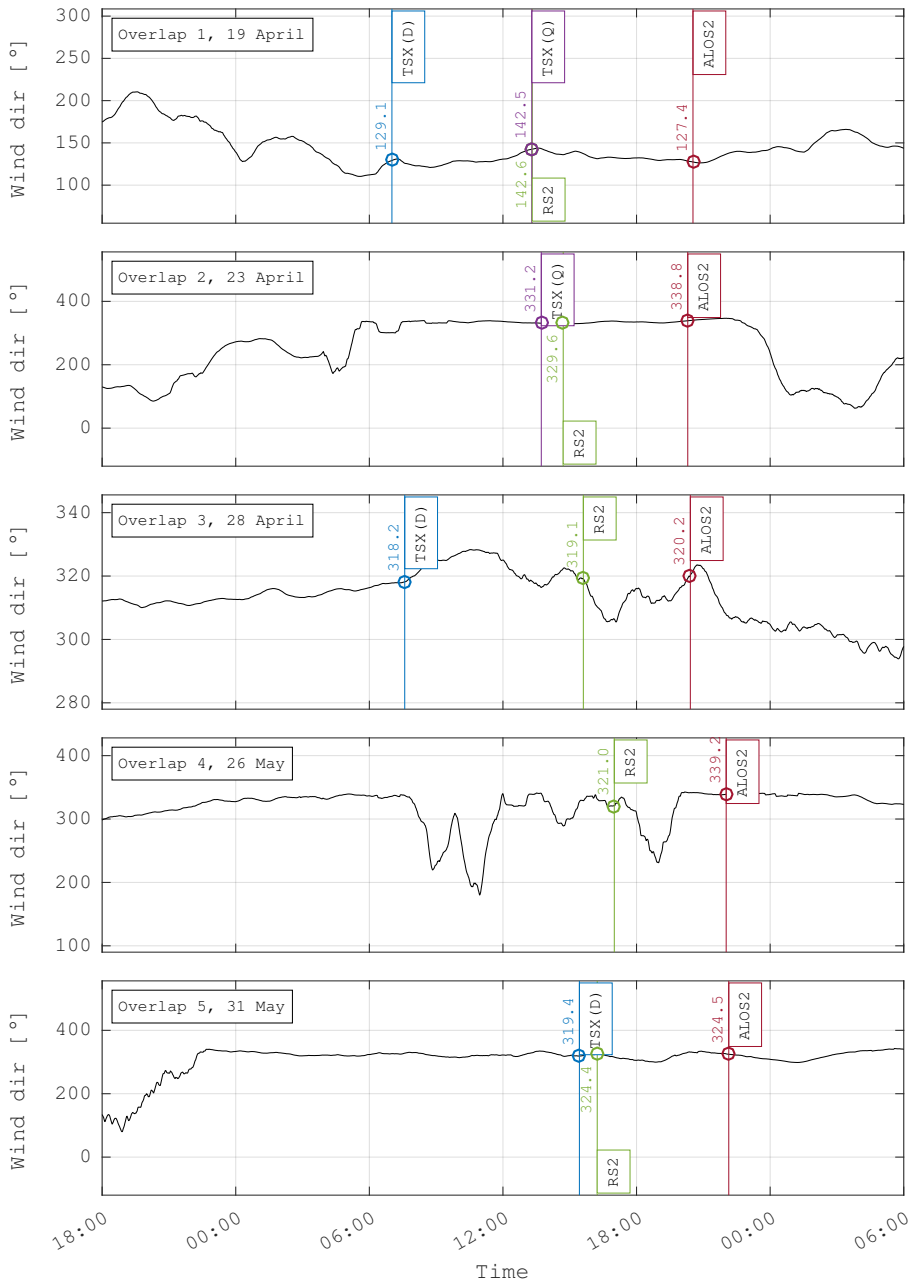 Wind dir [°]
300
250
200
150
100
Overlap 1, 19 April
129.1
TSX(D)
142.5
TSX(Q)
142.6
RS2
127.4
ALOS2
Wind dir [°]
400
200
0
Overlap 2, 23 April
331.2
TSX(Q)
329.6
RS2
338.8
ALOS2
Wind dir [°]
340
320
300
280
Overlap 3, 28 April
318.2
TSX(D)
319.1
RS2
320.2
ALOS2
Wind dir [°]
400
300
200
100
Overlap 4, 26 May
321.0
RS2
339.2
ALOS2
Wind dir [°]
400
200
0
Overlap 5, 31 May
319.4
TSX(D)
324.4
RS2
324.5
ALOS2
18:00
00:00
06:00
12:00
18:00
00:00
06:00
Time